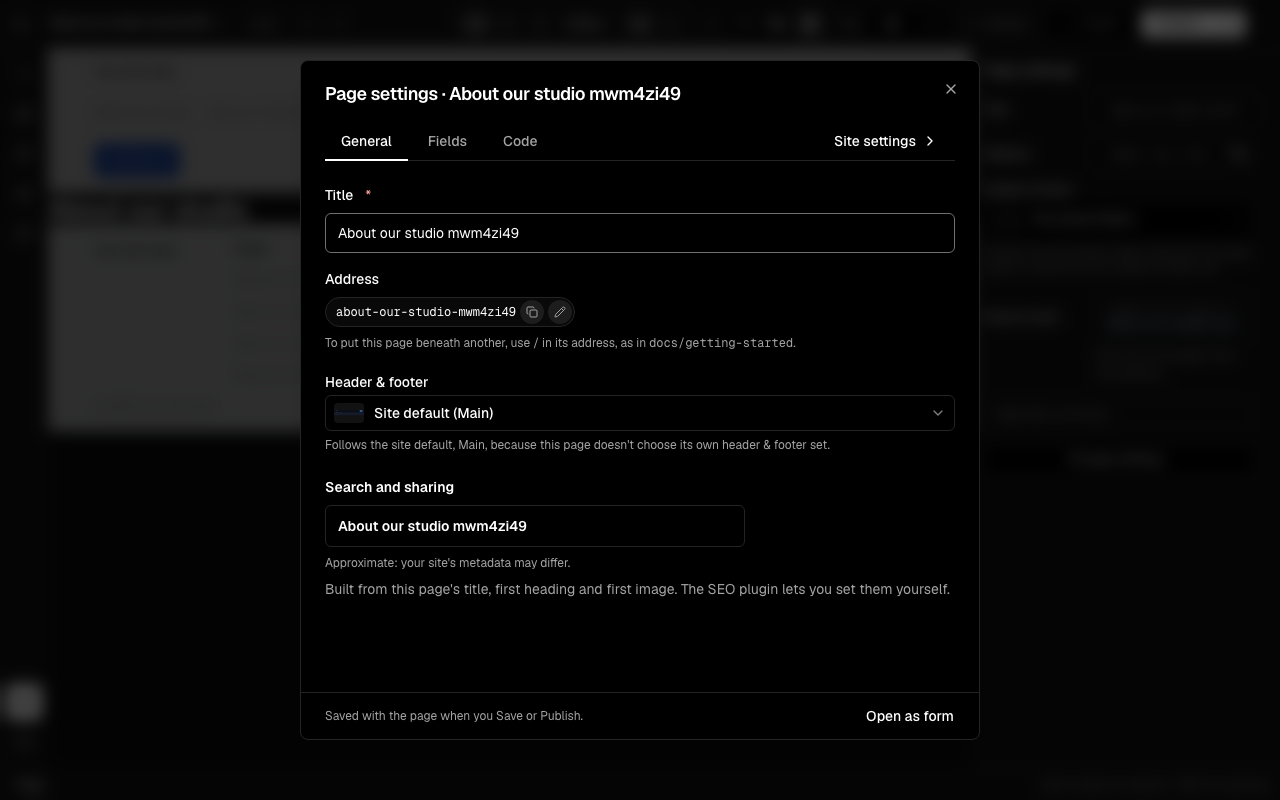 Page settings · About our studio mwm4zi49
General
Fields
Code
Site settings
Title *
About our studio mwm4zi49
Address
about-our-studio-mwm4zi49
To put this page beneath another, use / in its address, as in docs/getting-started.
Header & footer
Site default (Main)
Follows the site default, Main, because this page doesn't choose its own header & footer set.
Search and sharing
About our studio mwm4zi49
Approximate: your site's metadata may differ.
Built from this page's title, first heading and first image. The SEO plugin lets you set them yourself.
Saved with the page when you Save or Publish.
Open as form